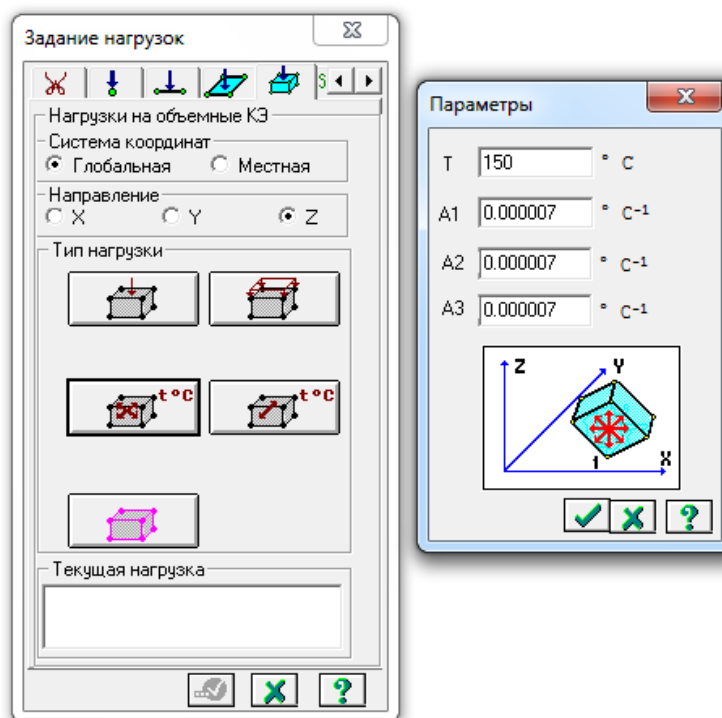 Задание нагрузок
S
Нагрузки на объемные КЭ
Система координат
Глобальная Местная
Направление
X Y Z
Тип нагрузки
t°C t°C
Текущая нагрузка
?
Параметры
T 150 ° C
A1 0.000007 ° C-1
A2 0.000007 ° C-1
A3 0.000007 ° C-1
Z Y
1 X
?